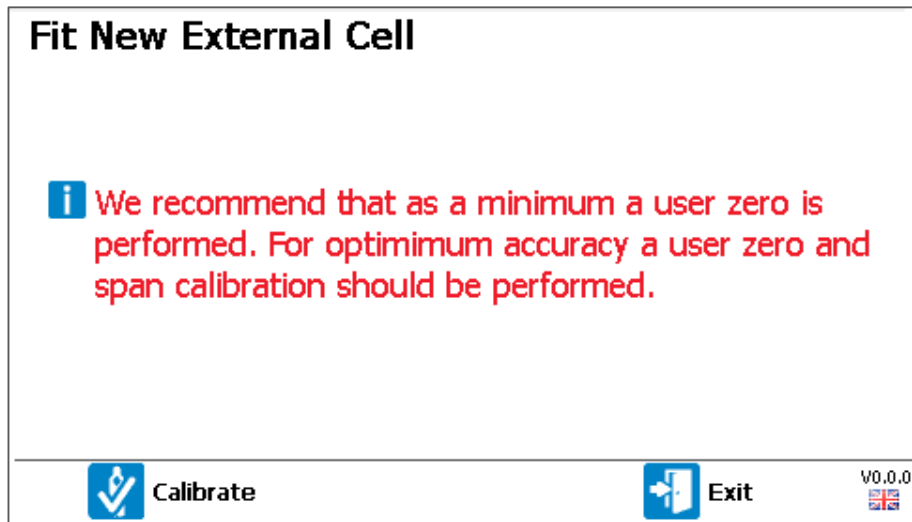 Fit New External Cell
i We recommend that as a minimum a user zero is
performed. For optimimum accuracy a user zero and
span calibration should be performed.
Calibrate
Exit
V0.0.0